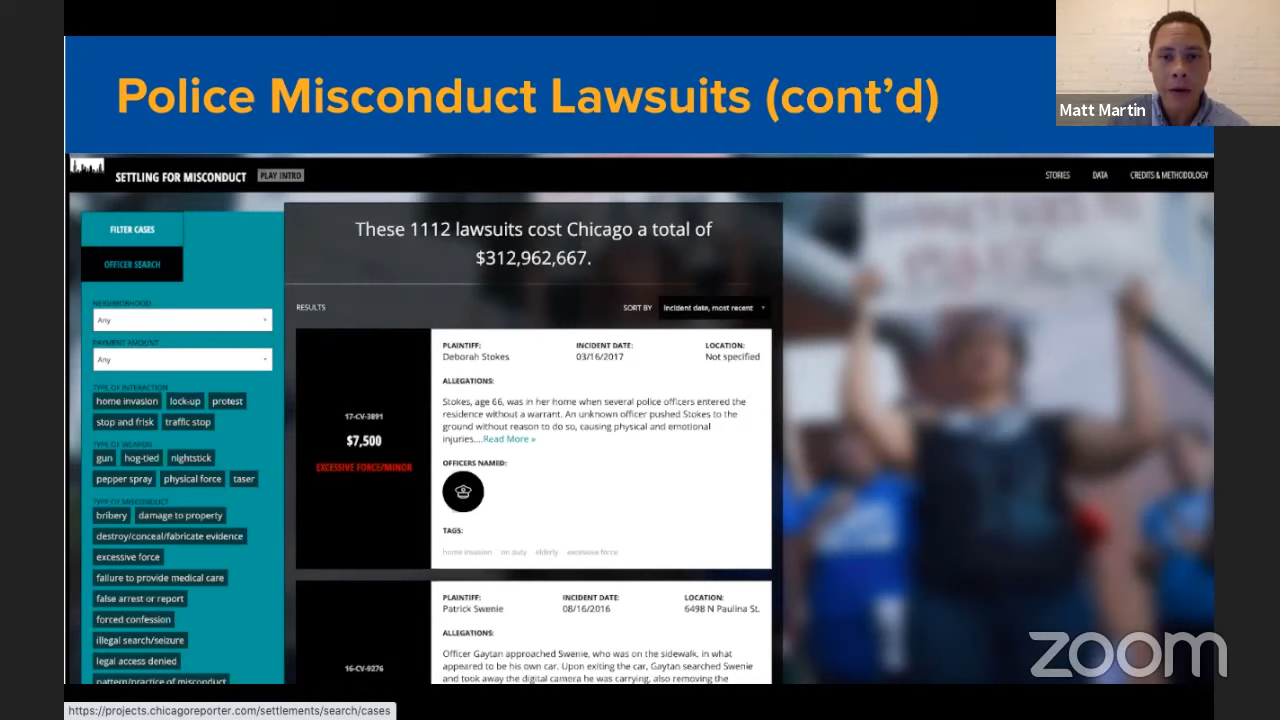 Police Misconduct Lawsuits (cont’d)
Matt Martin
SETTLING FOR MISCONDUCT
PLAY INTRO
STORIES
DATA
CREDITS & METHODOLOGY
FILTER CASES
OFFICER SEARCH
NEIGHBORHOOD
Any
PAYMENT AMOUNT
Any
TYPE OF INTERACTION
home invasion lock-up protest
stop and frisk traffic stop
TYPE OF WEAPON
gun hog-tied nightstick
pepper spray physical force taser
TYPE OF MISCONDUCT
bribery damage to property
destroy/conceal/fabricate evidence
excessive force
failure to provide medical care
false arrest or report
forced confession
illegal search/seizure
legal access denied
pattern/practice of misconduct
These 1112 lawsuits cost Chicago a total of
$312,962,667.
RESULTS
SORT BY Incident date, most recent
17-CV-3891
$7,500
EXCESSIVE FORCE/MINOR
PLAINTIFF: INCIDENT DATE: LOCATION:
Deborah Stokes 03/16/2017 Not specified
ALLEGATIONS:
Stokes, age 66, was in her home when several police officers entered the
residence without a warrant. An unknown officer pushed Stokes to the
ground without reason to do so, causing physical and emotional
injuries....Read More »
OFFICERS NAMED:
TAGS:
home invasion on duty elderly excessive force
16-CV-9276
PLAINTIFF: INCIDENT DATE: LOCATION:
Patrick Swenie 08/16/2016 6498 N Paulina St.
ALLEGATIONS:
Officer Gaytan approached Swenie, who was on the sidewalk, in what
appeared to be his own car. Upon exiting the car, Gaytan searched Swenie
and took away the digital camera he was carrying, also removing the
zoom
https://projects.chicagoreporter.com/settlements/search/cases